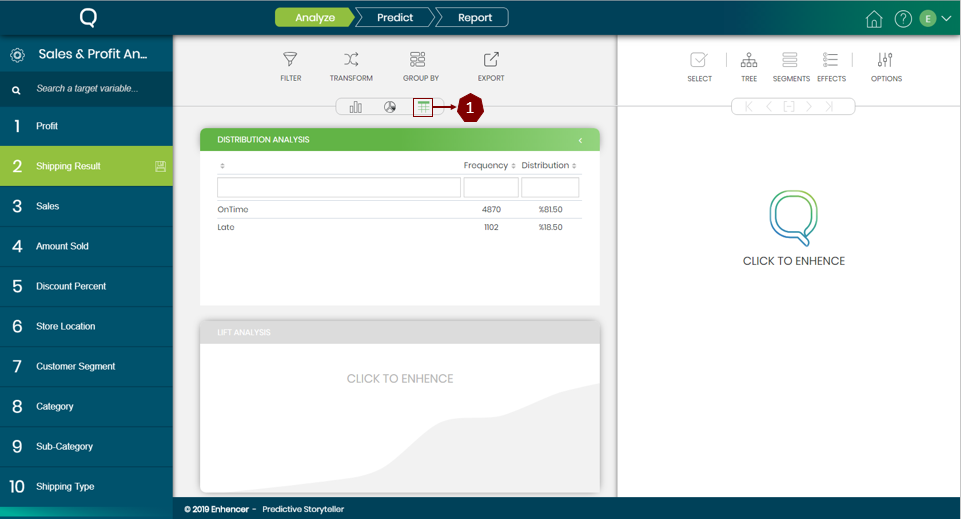 Analyze
Predict
Report
E
Sales & Profit An...
Search a target variable...
1 Profit
2 Shipping Result
3 Sales
4 Amount Sold
5 Discount Percent
6 Store Location
7 Customer Segment
8 Category
9 Sub-Category
10 Shipping Type
FILTER
TRANSFORM
GROUP BY
EXPORT
1
DISTRIBUTION ANALYSIS
Frequency Distribution
OnTime 4870 %81.50
Late 1102 %18.50
LIFT ANALYSIS
CLICK TO ENHENCE
SELECT
TREE
SEGMENTS
EFFECTS
OPTIONS
CLICK TO ENHENCE
© 2019 Enhencer - Predictive Storyteller